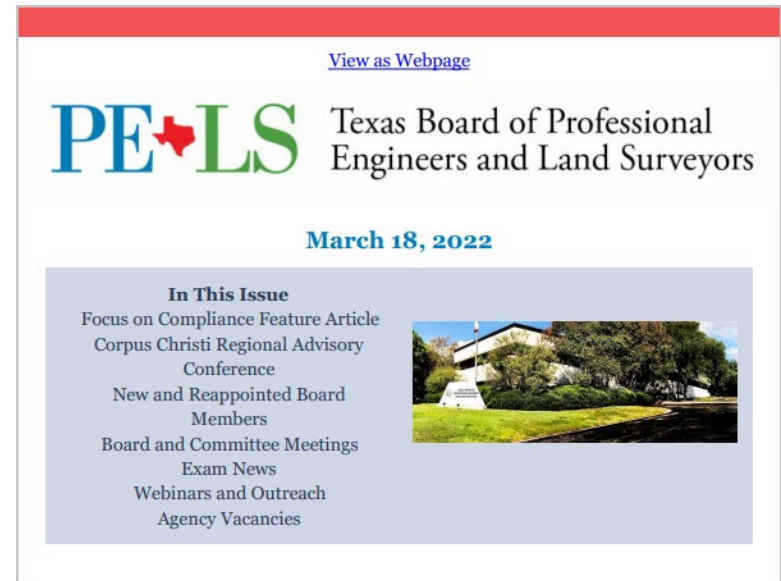 View as Webpage
PE LS
Texas Board of Professional
Engineers and Land Surveyors
March 18, 2022
In This Issue
Focus on Compliance Feature Article
Corpus Christi Regional Advisory
Conference
New and Reappointed Board
Members
Board and Committee Meetings
Exam News
Webinars and Outreach
Agency Vacancies